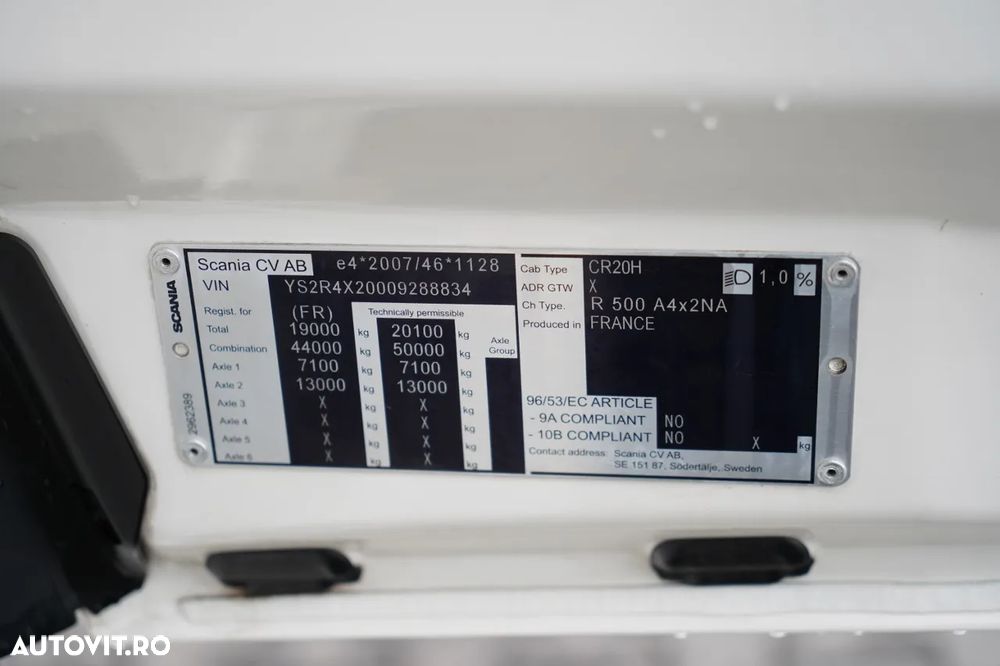 SCANIA
2962389
Scania CV AB e4*2007/46*1128
VIN YS2R4X20009288834
Technically permissible
Regist. for (FR)
Total 19000 kg 20100 kg
Combination 44000 kg 50000 kg
Axle Group
Axle 1 7100 kg 7100 kg
Axle 2 13000 kg 13000 kg
Axle 3 X kg X kg
Axle 4 X kg X kg
Axle 5 X kg X kg
Axle 6 X kg X kg
Cab Type CR20H 1,0 %
ADR GTW X
Ch Type. R 500 A4x2NA
Produced in FRANCE
96/53/EC ARTICLE
- 9A COMPLIANT NO
- 10B COMPLIANT NO X kg
Contact address: Scania CV AB,
SE 151 87, Södertälje, Sweden
AUTOVIT.RO